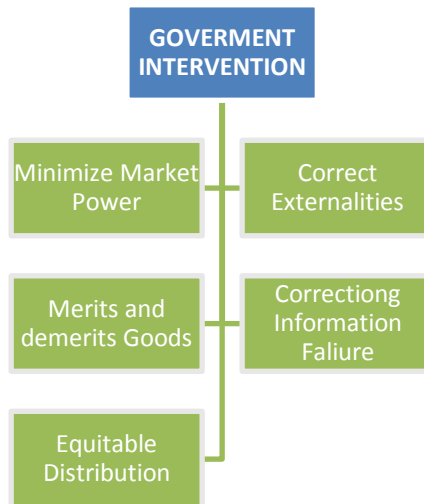 GOVERMENT
INTERVENTION
Minimize Market
Power
Correct
Externalities
Merits and
demerits Goods
Correctiong
Information
Faliure
Equitable
Distribution